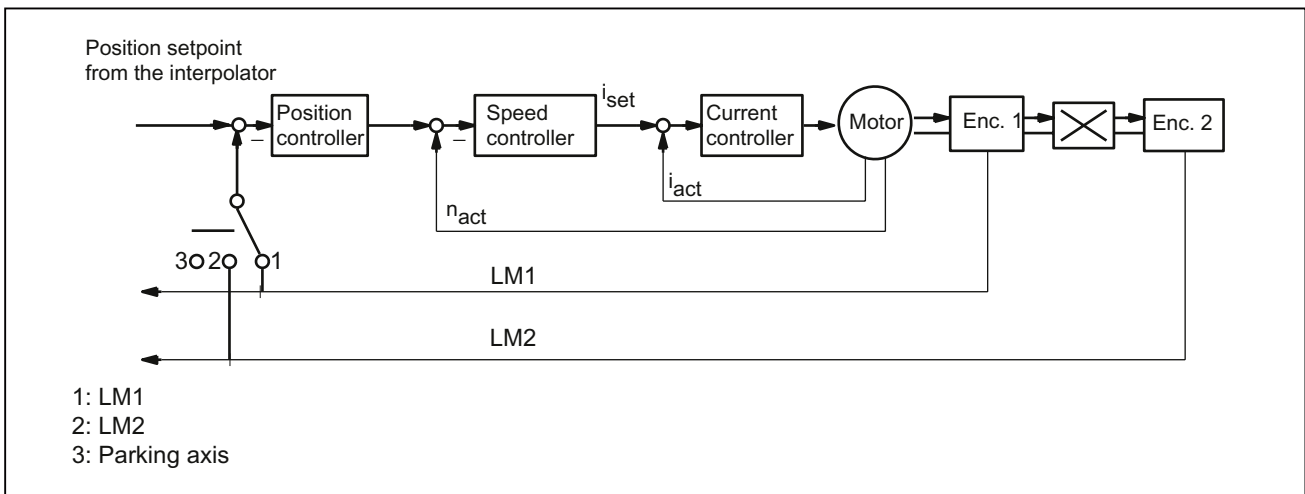 Position setpoint
from the interpolator
Position
controller
Speed
controller
i set
Current
controller
Motor
Enc. 1
Enc. 2
i act
n act
3 2 1
LM1
LM2
1: LM1
2: LM2
3: Parking axis